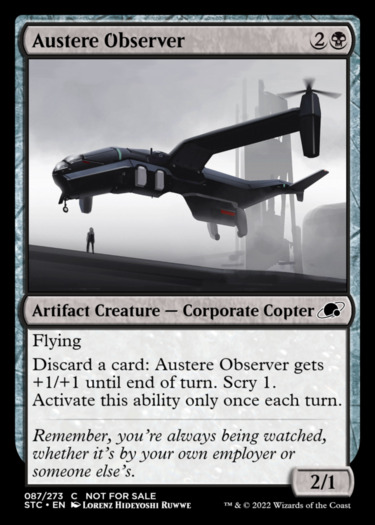 Austere Observer
2
Artifact Creature — Corporate Copter
Flying
Discard a card: Austere Observer gets
+1/+1 until end of turn. Scry 1.
Activate this ability only once each turn.
Remember, you're always being watched,
whether it's by your own employer or
someone else's.
2/1
087/273 C NOT FOR SALE
STC • EN Lorenz Hideyoshi Ruwwe
™ & © 2022 Wizards of the Coast